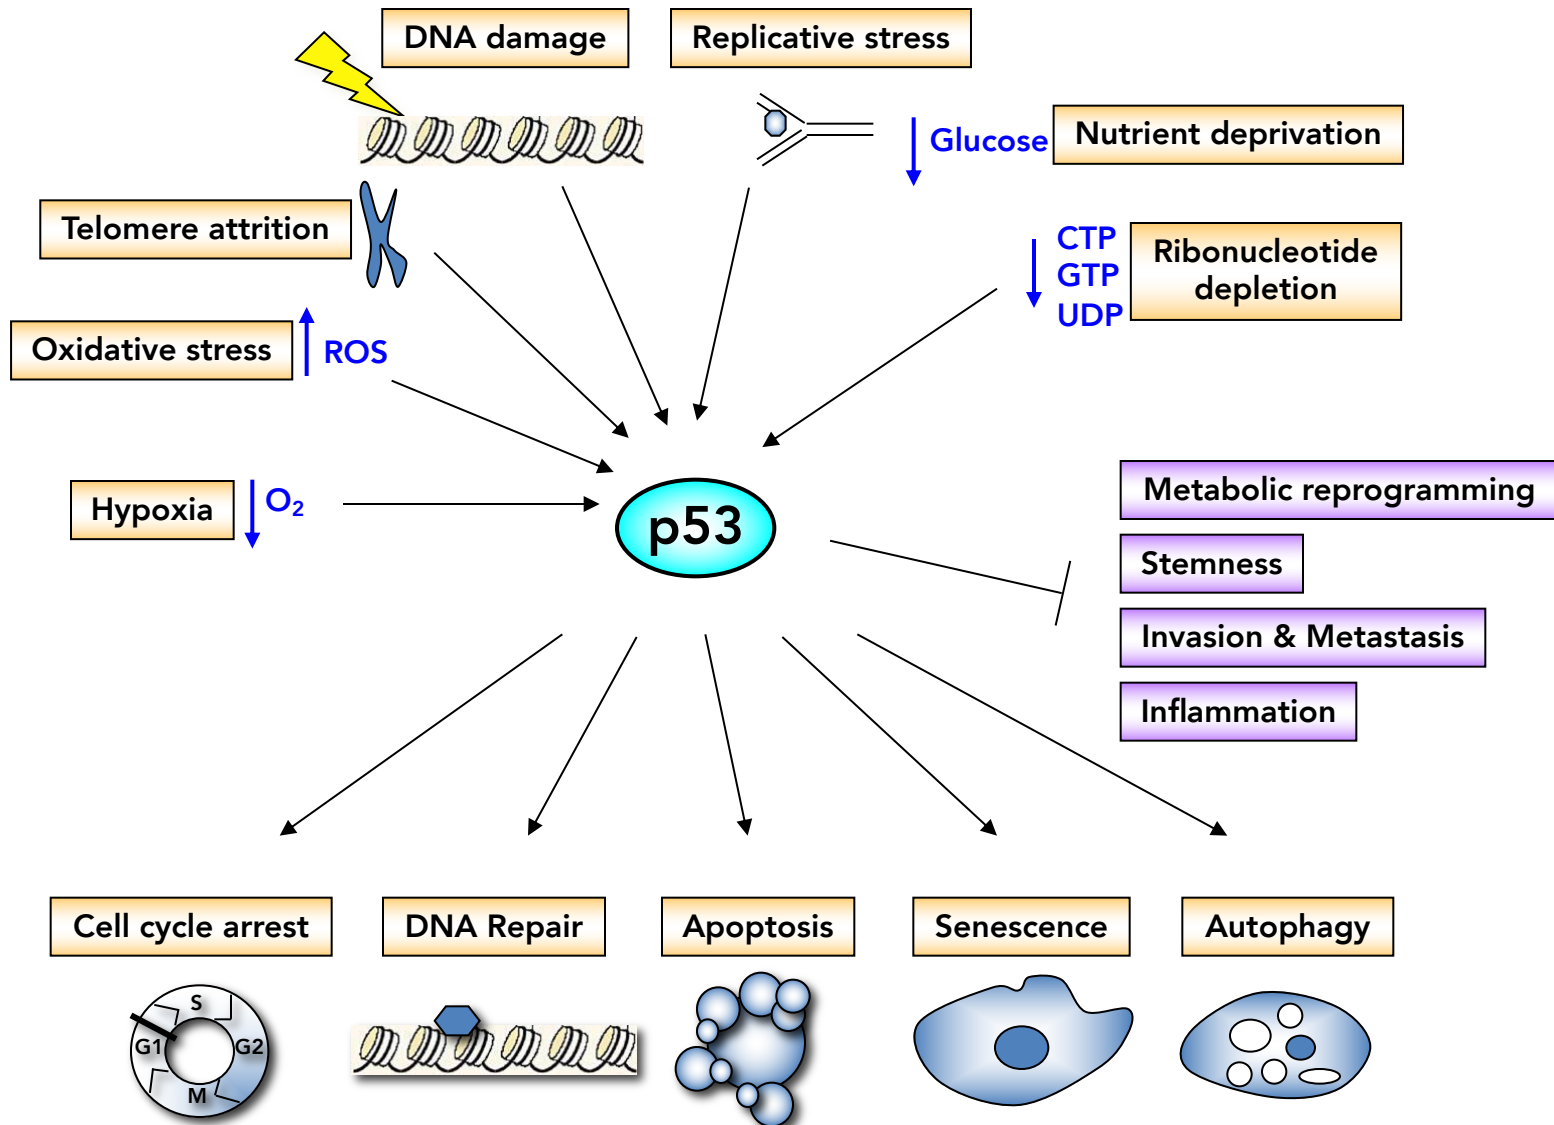 DNA damage
Replicative stress
Glucose
Nutrient deprivation
Telomere attrition
CTP
GTP
UDP
Ribonucleotide
depletion
Oxidative stress
ROS
Hypoxia
O₂
p53
Metabolic reprogramming
Stemness
Invasion & Metastasis
Inflammation
Cell cycle arrest
DNA Repair
Apoptosis
Senescence
Autophagy
S
G1
G2
M